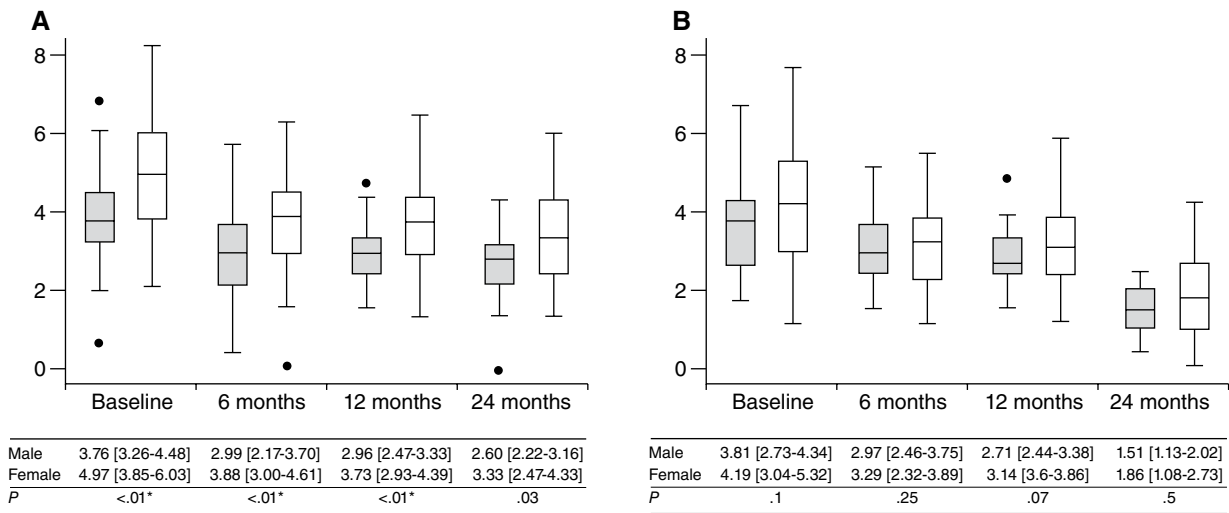 A
8
6
4
2
0
Baseline 6 months 12 months 24 months
Male 3.76 [3.26-4.48] 2.99 [2.17-3.70] 2.96 [2.47-3.33] 2.60 [2.22-3.16]
Female 4.97 [3.85-6.03] 3.88 [3.00-4.61] 3.73 [2.93-4.39] 3.33 [2.47-4.33]
P <.01* <.01* <.01* .03
B
8
6
4
2
0
Baseline 6 months 12 months 24 months
Male 3.81 [2.73-4.34] 2.97 [2.46-3.75] 2.71 [2.44-3.38] 1.51 [1.13-2.02]
Female 4.19 [3.04-5.32] 3.29 [2.32-3.89] 3.14 [3.6-3.86] 1.86 [1.08-2.73]
P .1 .25 .07 .5